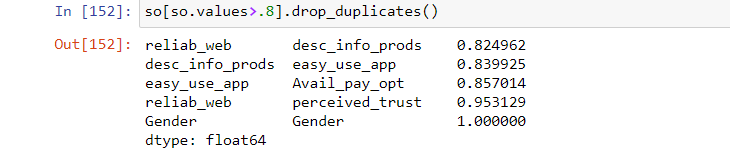 In [152]: so[so.values>.8].drop_duplicates()
Out[152]: reliab_web desc_info_prods 0.824962
desc_info_prods easy_use_app 0.839925
easy_use_app Avail_pay_opt 0.857014
reliab_web perceived_trust 0.953129
Gender Gender 1.000000
dtype: float64